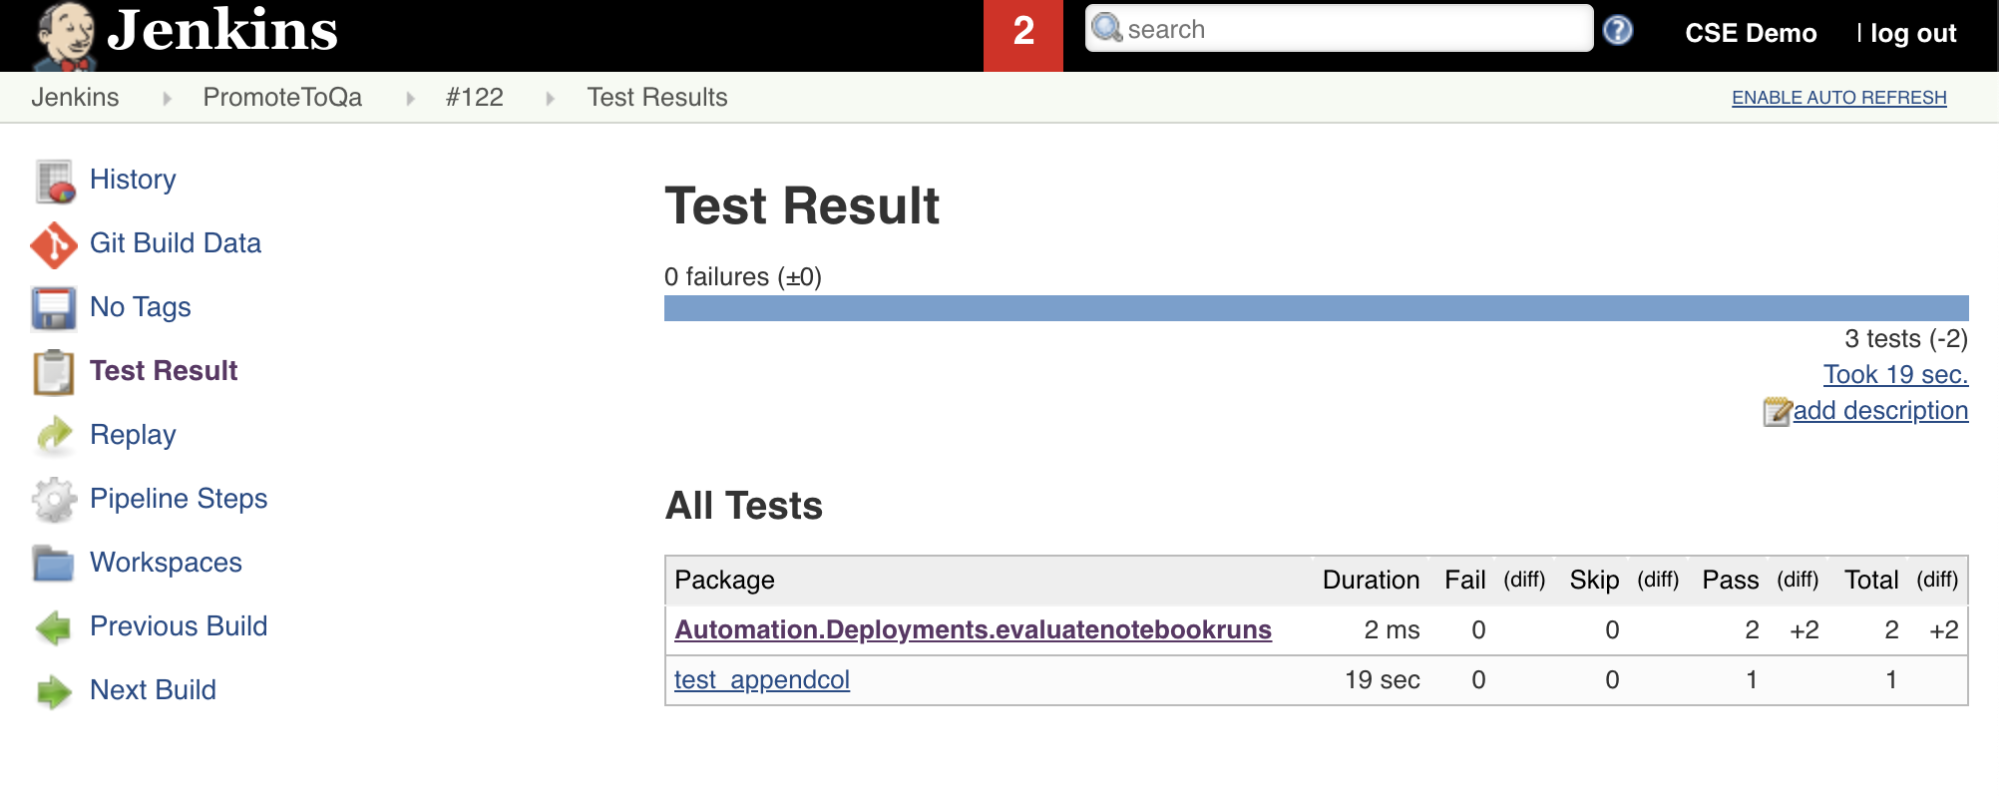 Jenkins
2
search
?
CSE Demo | log out
Jenkins PromoteToQa #122 Test Results
ENABLE AUTO REFRESH
History
Git Build Data
No Tags
Test Result
Replay
Pipeline Steps
Workspaces
Previous Build
Next Build
Test Result
0 failures (±0)
3 tests (-2)
Took 19 sec.
add description
All Tests
Package Duration Fail (diff) Skip (diff) Pass (diff) Total (diff)
Automation.Deployments.evaluatenotebookruns 2 ms 0 0 2 +2 2 +2
test_appendcol 19 sec 0 0 1 1